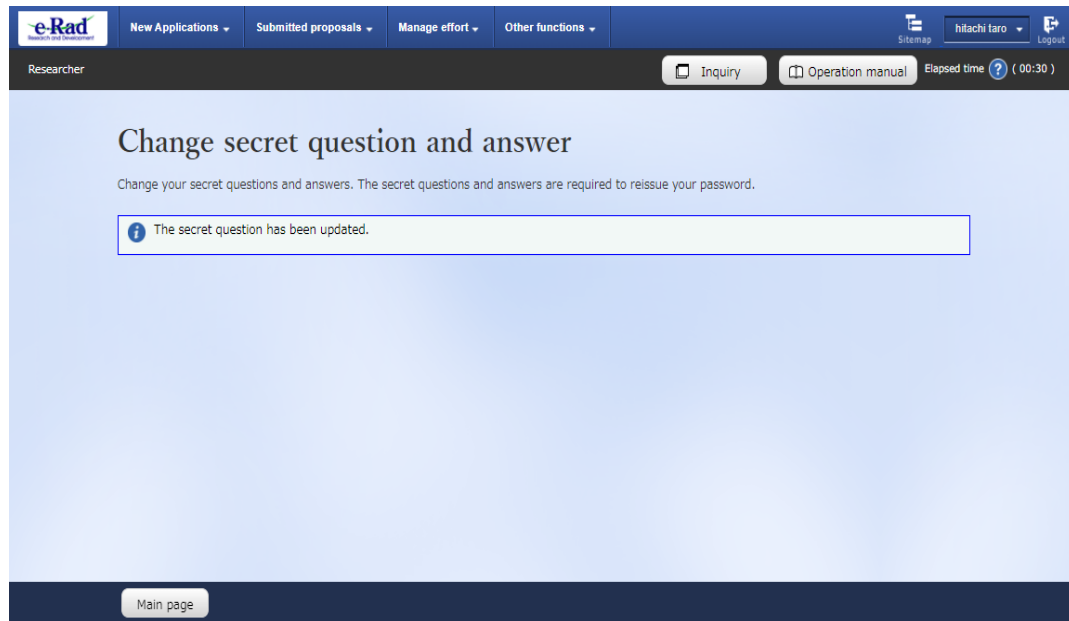 e-Rad
Research and Development
New Applications
Submitted proposals
Manage effort
Other functions
Sitemap
hitachi taro
Logout
Researcher
Inquiry
Operation manual
Elapsed time ? ( 00:30 )
Change secret question and answer
Change your secret questions and answers. The secret questions and answers are required to reissue your password.
i The secret question has been updated.
Main page